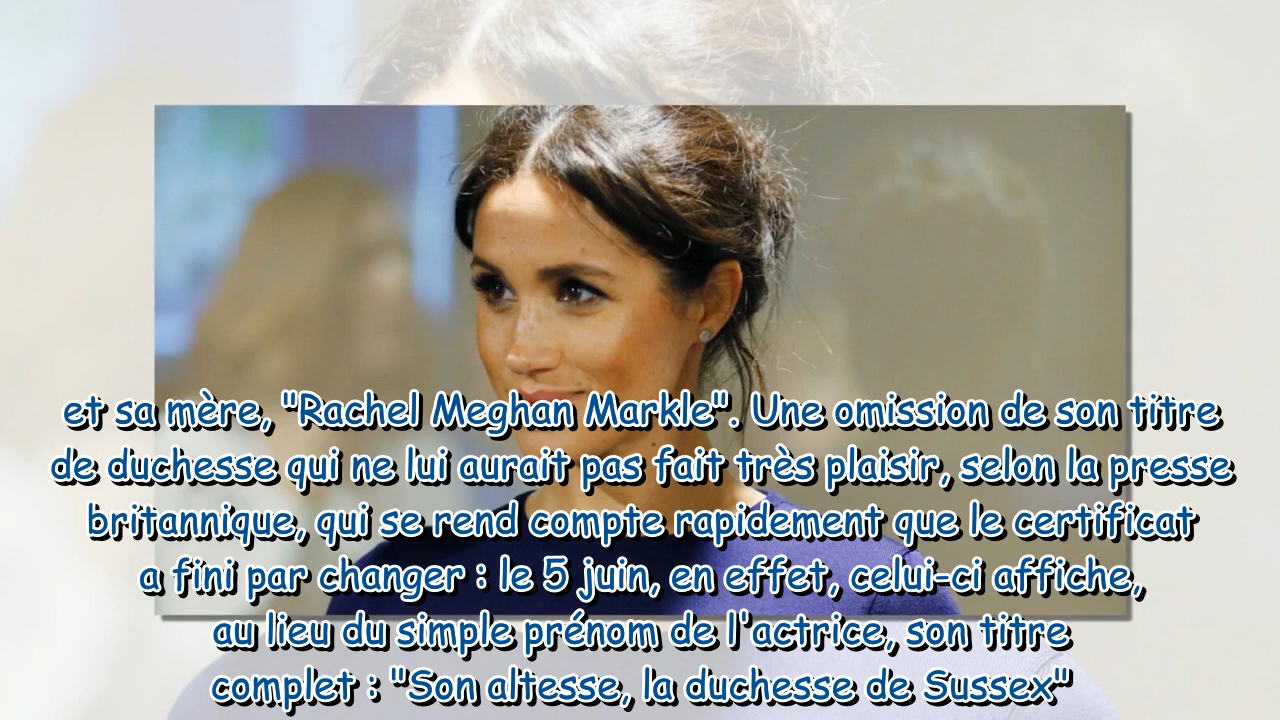 et sa mère, "Rachel Meghan Markle". Une omission de son titre
de duchesse qui ne lui aurait pas fait très plaisir, selon la presse
britannique, qui se rend compte rapidement que le certificat
a fini par changer : le 5 juin, en effet, celui-ci affiche,
au lieu du simple prénom de l'actrice, son titre
complet : "Son altesse, la duchesse de Sussex"